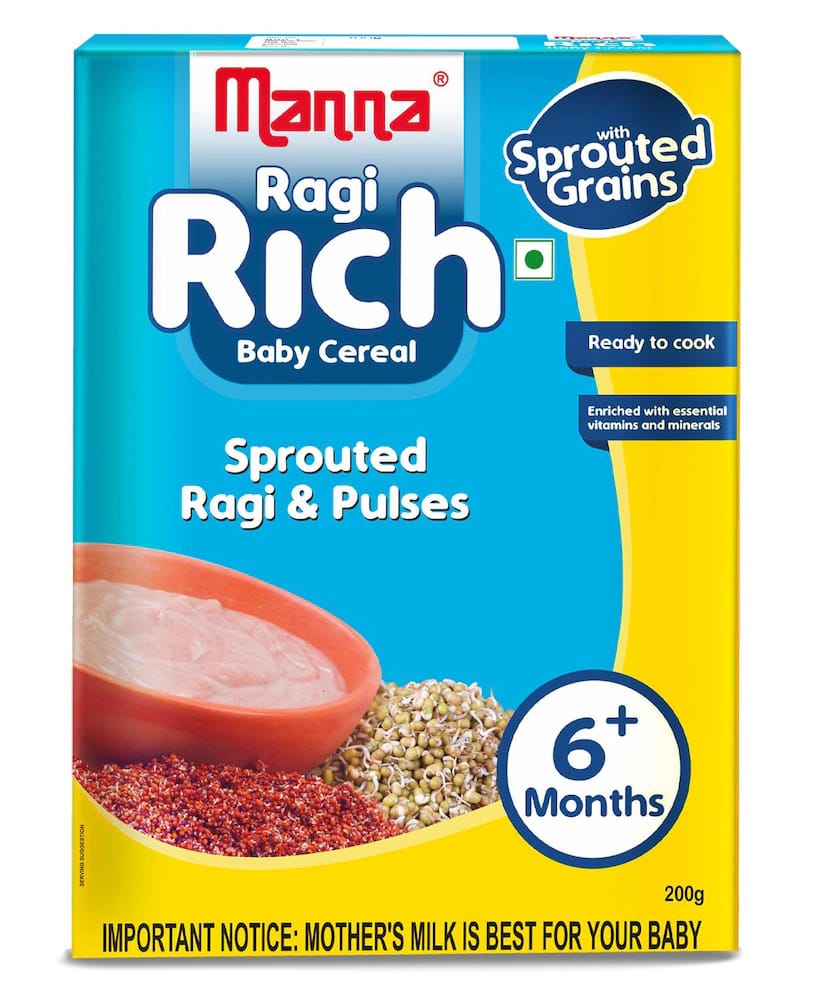 Rich
manna®
Ragi
Rich
Baby Cereal
with
Sprouted
Grains
Ready to cook
Enriched with essential
vitamins and minerals
Sprouted
Ragi & Pulses
6+
Months
SERVING SUGGESTION
200g
IMPORTANT NOTICE: MOTHER'S MILK IS BEST FOR YOUR BABY